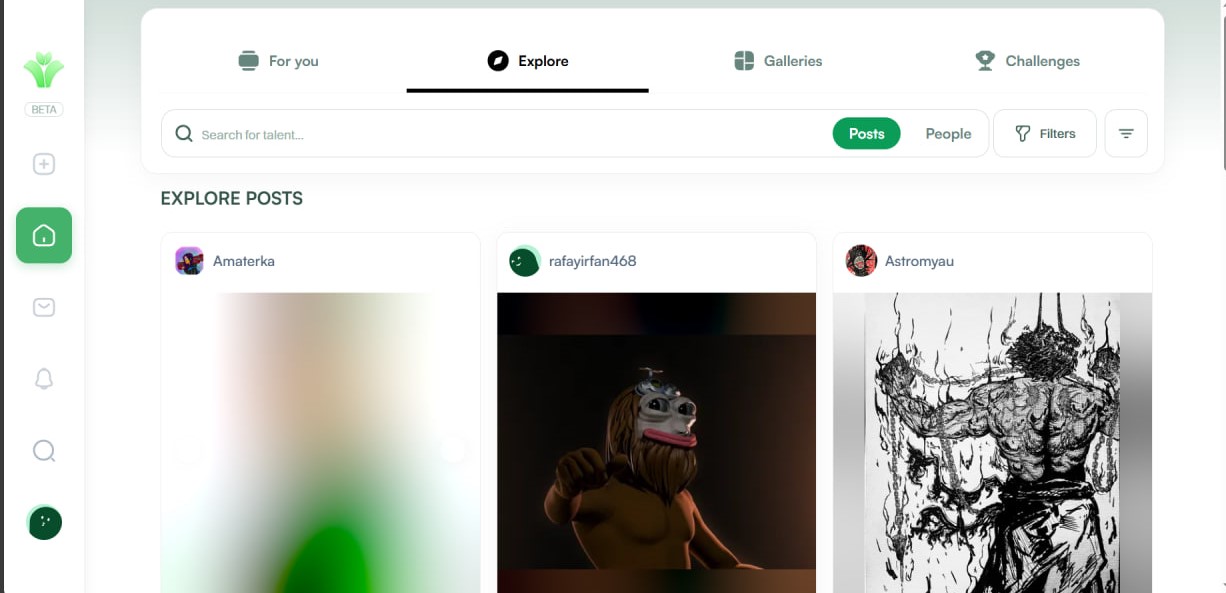 For you
Explore
Galleries
Challenges
BETA
Search for talent...
Posts
People
Filters
EXPLORE POSTS
Amaterka
rafayirfan468
Astromyau